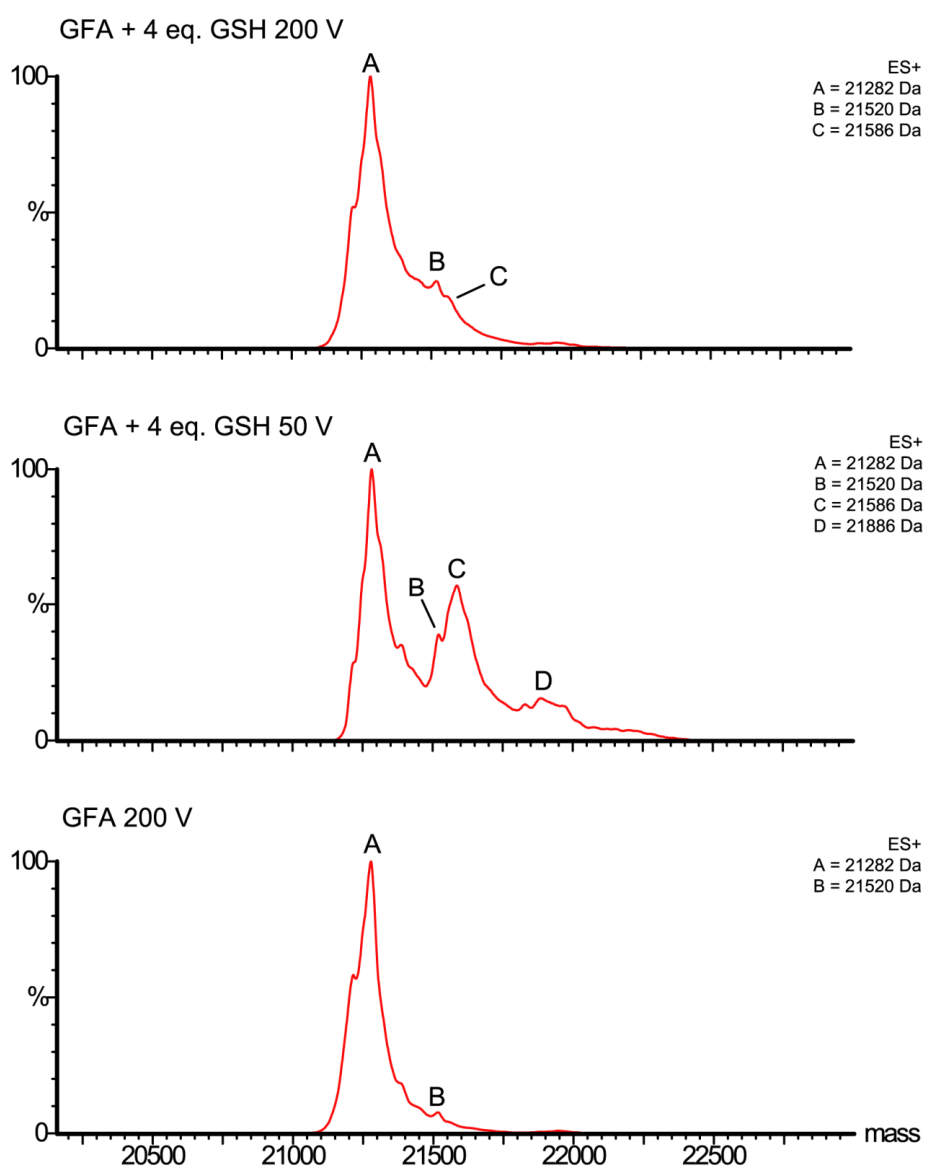 GFA + 4 eq. GSH 200 V
A
100
ES+
A = 21282 Da
B = 21520 Da
C = 21586 Da
%
B
C
0
GFA + 4 eq. GSH 50 V
A
100
ES+
A = 21282 Da
B = 21520 Da
C = 21586 Da
D = 21886 Da
B
C
%
D
0
GFA 200 V
A
100
ES+
A = 21282 Da
B = 21520 Da
%
B
0
mass
20500 21000 21500 22000 22500